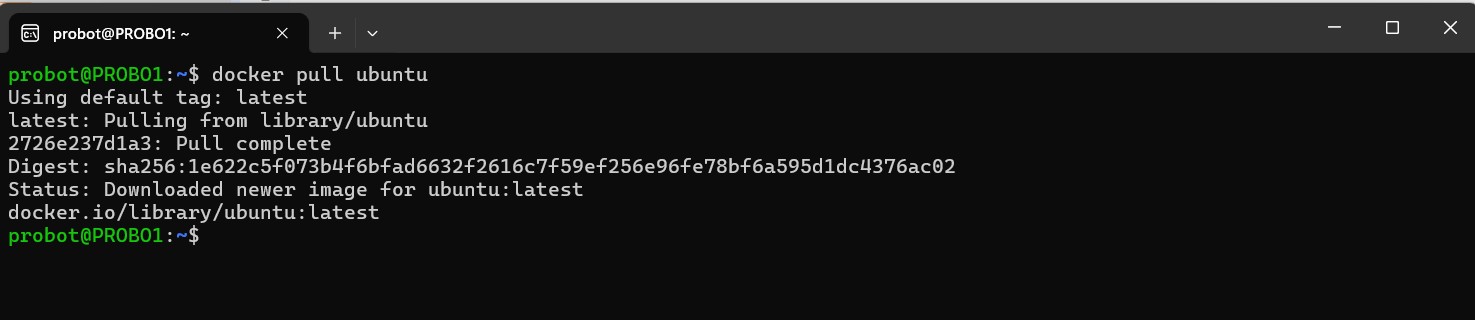 probot@PROBO1: ~
probot@PROBO1:~$ docker pull ubuntu
Using default tag: latest
latest: Pulling from library/ubuntu
2726e237d1a3: Pull complete
Digest: sha256:1e622c5f073b4f6bfad6632f2616c7f59ef256e96fe78bf6a595d1dc4376ac02
Status: Downloaded newer image for ubuntu:latest
docker.io/library/ubuntu:latest
probot@PROBO1:~$